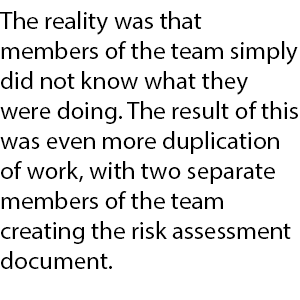 The reality was that
members of the team simply
did not know what they
were doing. The result of this
was even more duplication
of work, with two separate
members of the team
creating the risk assessment
document.